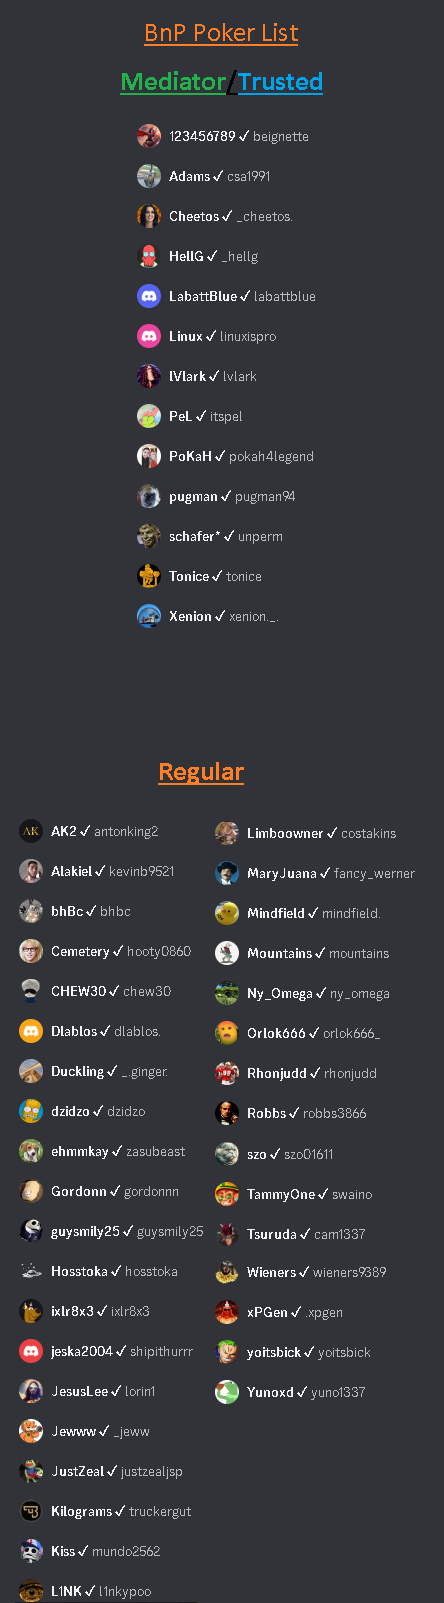 BnP Poker List
Mediator/Trusted
123456789 ✓ beignette
Adams ✓ csa1991
Cheetos ✓ _cheetos.
HellG ✓ _hellg
LabattBlue ✓ labattblue
Linux ✓ linuxispro
lVlark ✓ lvlark
PeL ✓ itspel
PoKaH ✓ pokah4legend
pugman ✓ pugman94
schafer* ✓ unperm
Tonice ✓ tonice
Xenion ✓ xenion._.
Regular
AK
AK2 ✓ antonking2
Alakiel ✓ kevinb9521
bhBc ✓ bhbc
Cemetery ✓ hooty0860
CHEW30 ✓ chew30
Dlablos ✓ dlablos.
Duckling ✓ _.ginger.
dzidzo ✓ dzidzo
ehmmkay ✓ zasubeast
Gordonn ✓ gordonnn
guysmily25 ✓ guysmily25
Hosstoka ✓ hosstoka
ixlr8x3 ✓ ixlr8x3
jeska2004 ✓ shipithurrr
JesusLee ✓ lorin1
Jewww ✓ _jeww
JustZeal ✓ justzealjsp
Kilograms ✓ truckergut
Kiss ✓ mundo2562
L1NK ✓ l1nkypoo
Limboowner ✓ costakins
MaryJuana ✓ fancy_werner
Mindfield ✓ mindfield.
Mountains ✓ mountains
Ny_Omega ✓ ny_omega
Orlok666 ✓ orlok666_
Rhonjudd ✓ rhonjudd
Robbs ✓ robbs3866
szo ✓ szo01611
TammyOne ✓ swaino
Tsuruda ✓ cam1337
Wieners ✓ wieners9389
xPGen ✓ .xpgen
yoitsbick ✓ yoitsbick
Yunoxd ✓ yuno1337